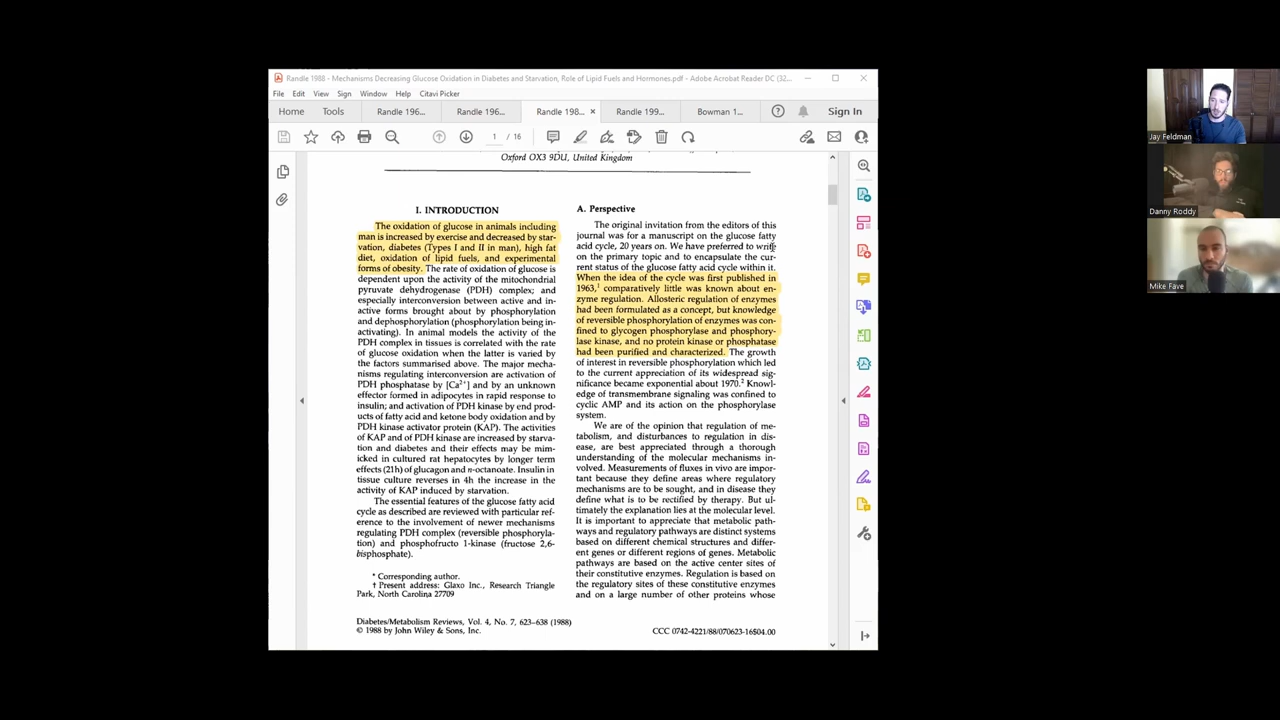 Randle 1988 - Mechanisms Decreasing Glucose Oxidation in Diabetes and Starvation, Role of Lipid Fuels and Hormones.pdf - Adobe Acrobat Reader DC (32...
File Edit View Sign Window Help Citavi Picker
Home Tools Randle 196... Randle 196... Randle 198... × Randle 199... Bowman 1... Sign In
1 / 16
Oxford OX3 9DU, United Kingdom
I. INTRODUCTION
The oxidation of glucose in animals including
man is increased by exercise and decreased by star-
vation, diabetes (Types I and II in man), high fat
diet, oxidation of lipid fuels, and experimental
forms of obesity. The rate of oxidation of glucose is
dependent upon the activity of the mitochondrial
pyruvate dehydrogenase (PDH) complex; and
especially interconversion between active and in-
active forms brought about by phosphorylation
and dephosphorylation (phosphorylation being in-
activating). In animal models the activity of the
PDH complex in tissues is correlated with the rate
of glucose oxidation when the latter is varied by
the factors summarised above. The major mecha-
nisms regulating interconversion are activation of
PDH phosphatase by [Ca²⁺] and by an unknown
effector formed in adipocytes in rapid response to
insulin; and activation of PDH kinase by end prod-
ucts of fatty acid and ketone body oxidation and by
PDH kinase activator protein (KAP). The activities
of KAP and of PDH kinase are increased by starva-
tion and diabetes and their effects may be mim-
icked in cultured rat hepatocytes by longer term
effects (21h) of glucagon and n-octanoate. Insulin in
tissue culture reverses in 4h the increase in the
activity of KAP induced by starvation.
The essential features of the glucose fatty acid
cycle as described are reviewed with particular ref-
erence to the involvement of newer mechanisms
regulating PDH complex (reversible phosphoryla-
tion) and phosphofructo 1-kinase (fructose 2,6-
bisphosphate).
* Corresponding author.
† Present address: Glaxo Inc., Research Triangle
Park, North Carolina 27709
A. Perspective
The original invitation from the editors of this
journal was for a manuscript on the glucose fatty
acid cycle, 20 years on. We have preferred to write
on the primary topic and to encapsulate the cur-
rent status of the glucose fatty acid cycle within it.
When the idea of the cycle was first published in
1963,¹ comparatively little was known about en-
zyme regulation. Allosteric regulation of enzymes
had been formulated as a concept, but knowledge
of reversible phosphorylation of enzymes was con-
fined to glycogen phosphorylase and phosphory-
lase kinase, and no protein kinase or phosphatase
had been purified and characterized. The growth
of interest in reversible phosphorylation which led
to the current appreciation of its widespread sig-
nificance became exponential about 1970.² Knowl-
edge of transmembrane signaling was confined to
cyclic AMP and its action on the phosphorylase
system.
We are of the opinion that regulation of me-
tabolism, and disturbances to regulation in dis-
ease, are best appreciated through a thorough
understanding of the molecular mechanisms in-
volved. Measurements of fluxes in vivo are impor-
tant because they define areas where regulatory
mechanisms are to be sought, and in disease they
define what is to be rectified by therapy. But ul-
timately the explanation lies at the molecular level.
It is important to appreciate that metabolic path-
ways and regulatory pathways are distinct systems
based on different chemical structures and differ-
ent genes or different regions of genes. Metabolic
pathways are based on the active center sites of
their constitutive enzymes. Regulation is based on
the regulatory sites of these constitutive enzymes
and on a large number of other proteins whose
Diabetes/Metabolism Reviews, Vol. 4, No. 7, 623-638 (1988)
© 1988 by John Wiley & Sons, Inc.
CCC 0742-4221/88/070623-16$04.00
Jay Feldman
Danny Roddy
Mike Fave